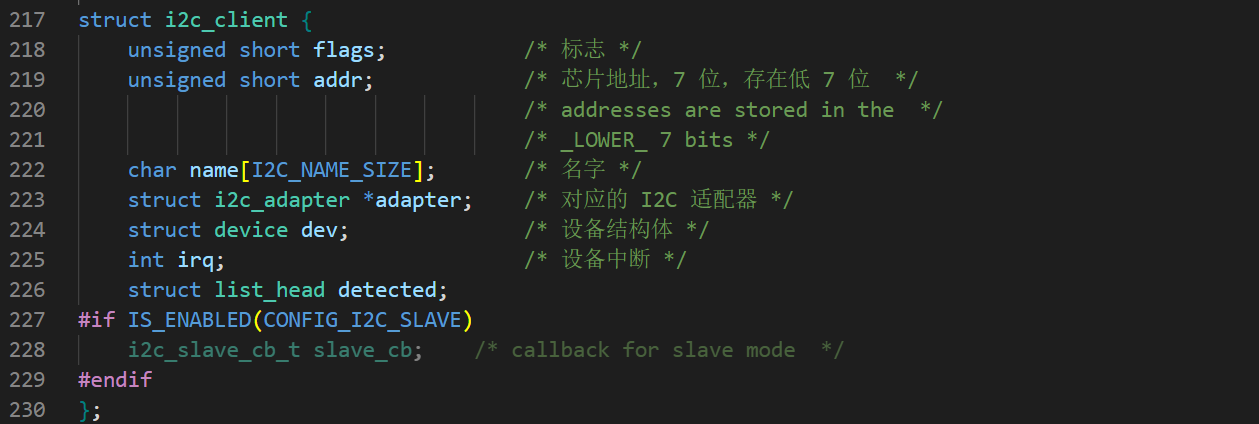 217 struct i2c_client {
218     unsigned short flags;           /* 标志 */
219     unsigned short addr;            /* 芯片地址，7 位，存在低 7 位  */
220                                     /* addresses are stored in the  */
221                                     /* _LOWER_ 7 bits */
222     char name[I2C_NAME_SIZE];       /* 名字 */
223     struct i2c_adapter *adapter;    /* 对应的 I2C 适配器 */
224     struct device dev;              /* 设备结构体 */
225     int irq;                        /* 设备中断 */
226     struct list_head detected;
227 #if IS_ENABLED(CONFIG_I2C_SLAVE)
228     i2c_slave_cb_t slave_cb;    /* callback for slave mode  */
229 #endif
230 };